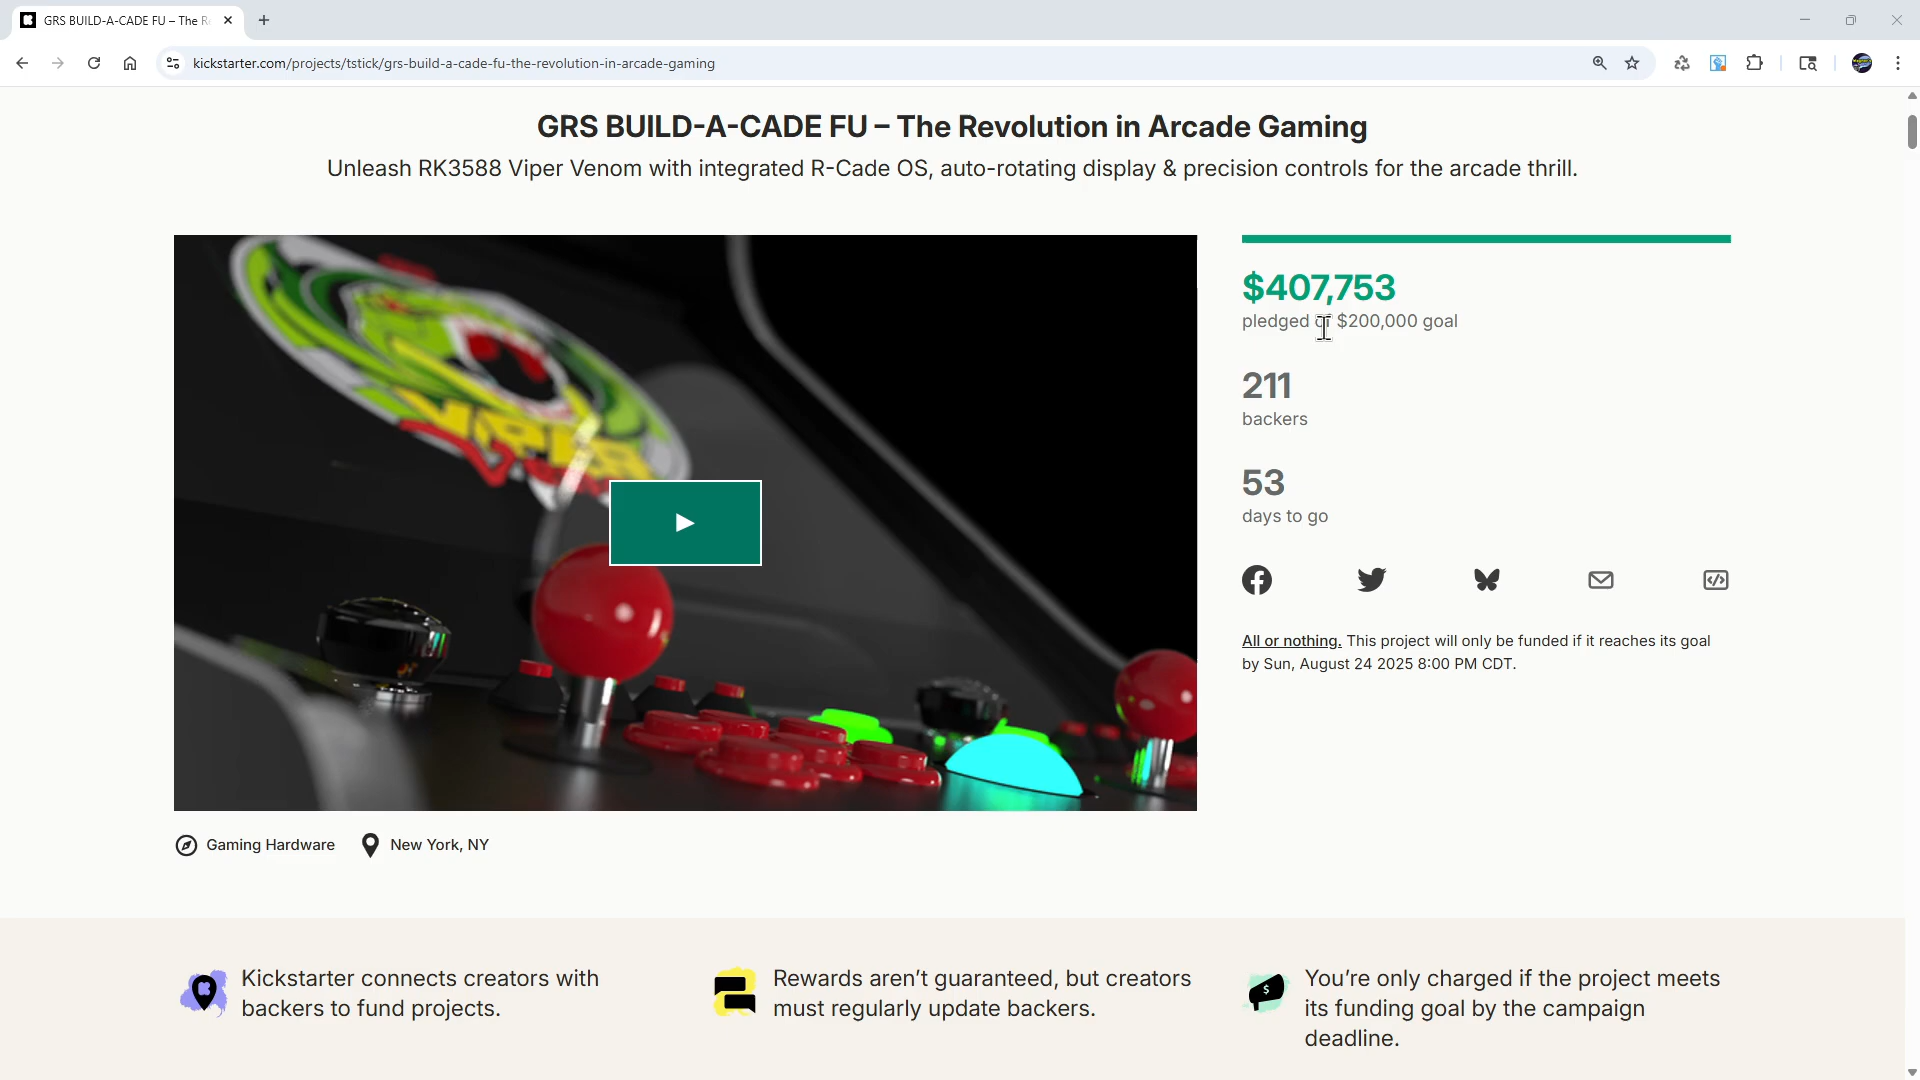 GRS BUILD-A-CADE FU – The R
kickstarter.com/projects/tstick/grs-build-a-cade-fu-the-revolution-in-arcade-gaming
GRS BUILD-A-CADE FU – The Revolution in Arcade Gaming
Unleash RK3588 Viper Venom with integrated R-Cade OS, auto-rotating display & precision controls for the arcade thrill.
$407,753
pledged of $200,000 goal
211
backers
53
days to go
All or nothing. This project will only be funded if it reaches its goal
by Sun, August 24 2025 8:00 PM CDT.
Gaming Hardware
New York, NY
Kickstarter connects creators with
backers to fund projects.
Rewards aren’t guaranteed, but creators
must regularly update backers.
You’re only charged if the project meets
its funding goal by the campaign
deadline.